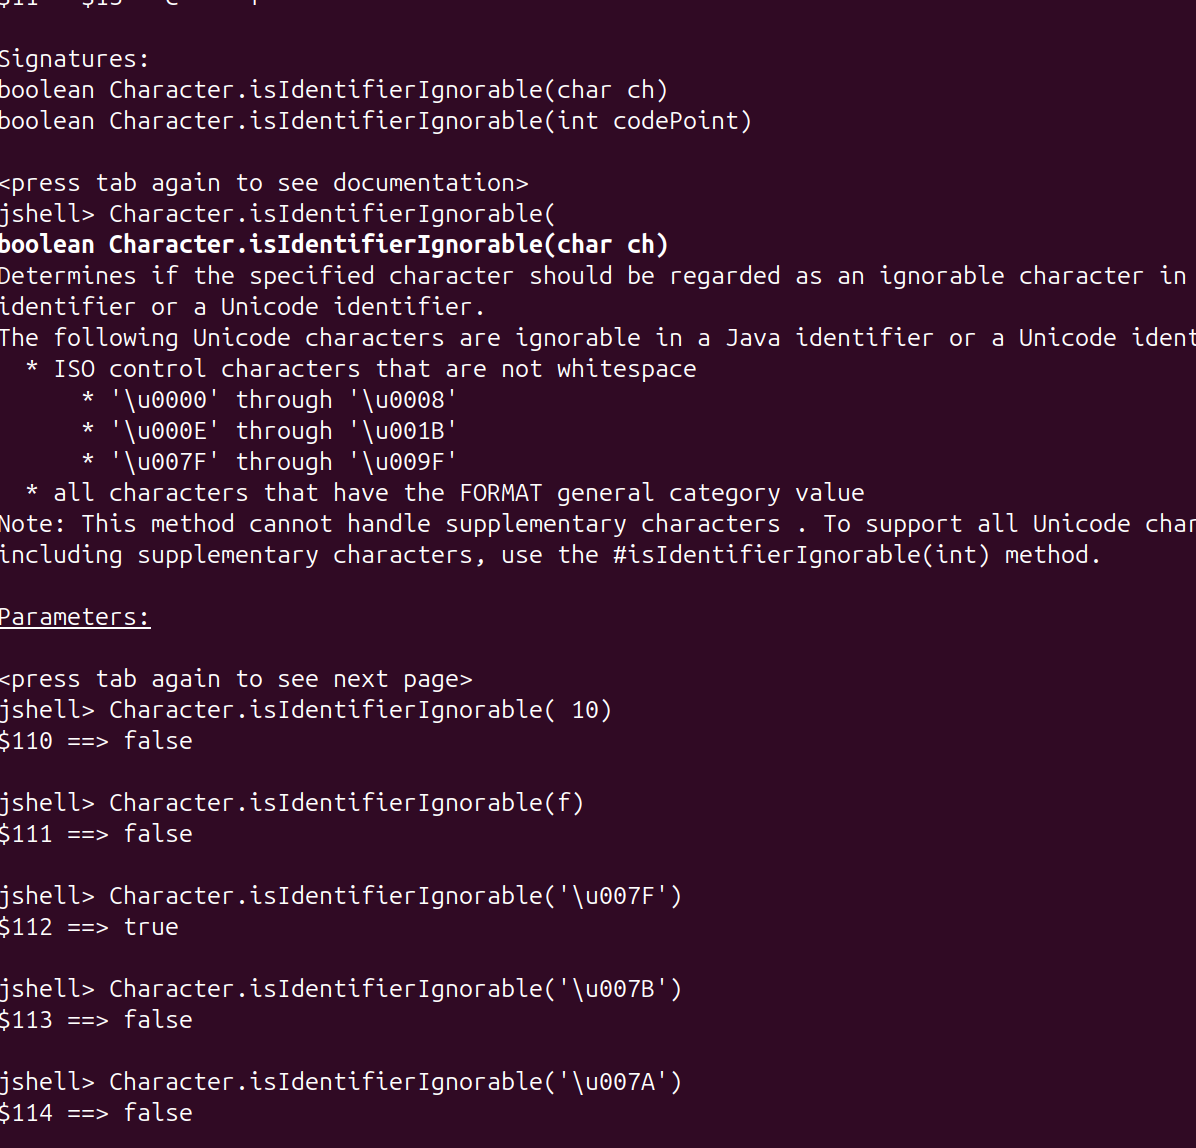 Signatures:
boolean Character.isIdentifierIgnorable(char ch)
boolean Character.isIdentifierIgnorable(int codePoint)
<press tab again to see documentation>
jshell> Character.isIdentifierIgnorable(
boolean Character.isIdentifierIgnorable(char ch)
Determines if the specified character should be regarded as an ignorable character in
identifier or a Unicode identifier.
The following Unicode characters are ignorable in a Java identifier or a Unicode ident
* ISO control characters that are not whitespace
* '\u0000' through '\u0008'
* '\u000E' through '\u001B'
* '\u007F' through '\u009F'
* all characters that have the FORMAT general category value
Note: This method cannot handle supplementary characters . To support all Unicode char
including supplementary characters, use the #isIdentifierIgnorable(int) method.
Parameters:
<press tab again to see next page>
jshell> Character.isIdentifierIgnorable( 10)
$110 ==> false
jshell> Character.isIdentifierIgnorable(f)
$111 ==> false
jshell> Character.isIdentifierIgnorable('\u007F')
$112 ==> true
jshell> Character.isIdentifierIgnorable('\u007B')
$113 ==> false
jshell> Character.isIdentifierIgnorable('\u007A')
$114 ==> false